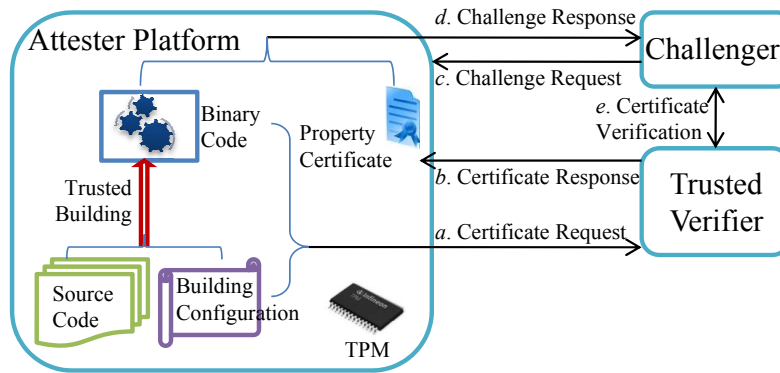 Attester Platform
d. Challenge Response
Challenger
c. Challenge Request
Binary
Code
Property
Certificate
e. Certificate
Verification
Trusted
Building
b. Certificate Response
Trusted
Verifier
a. Certificate Request
Source
Code
Building
Configuration
Infineon
TPM